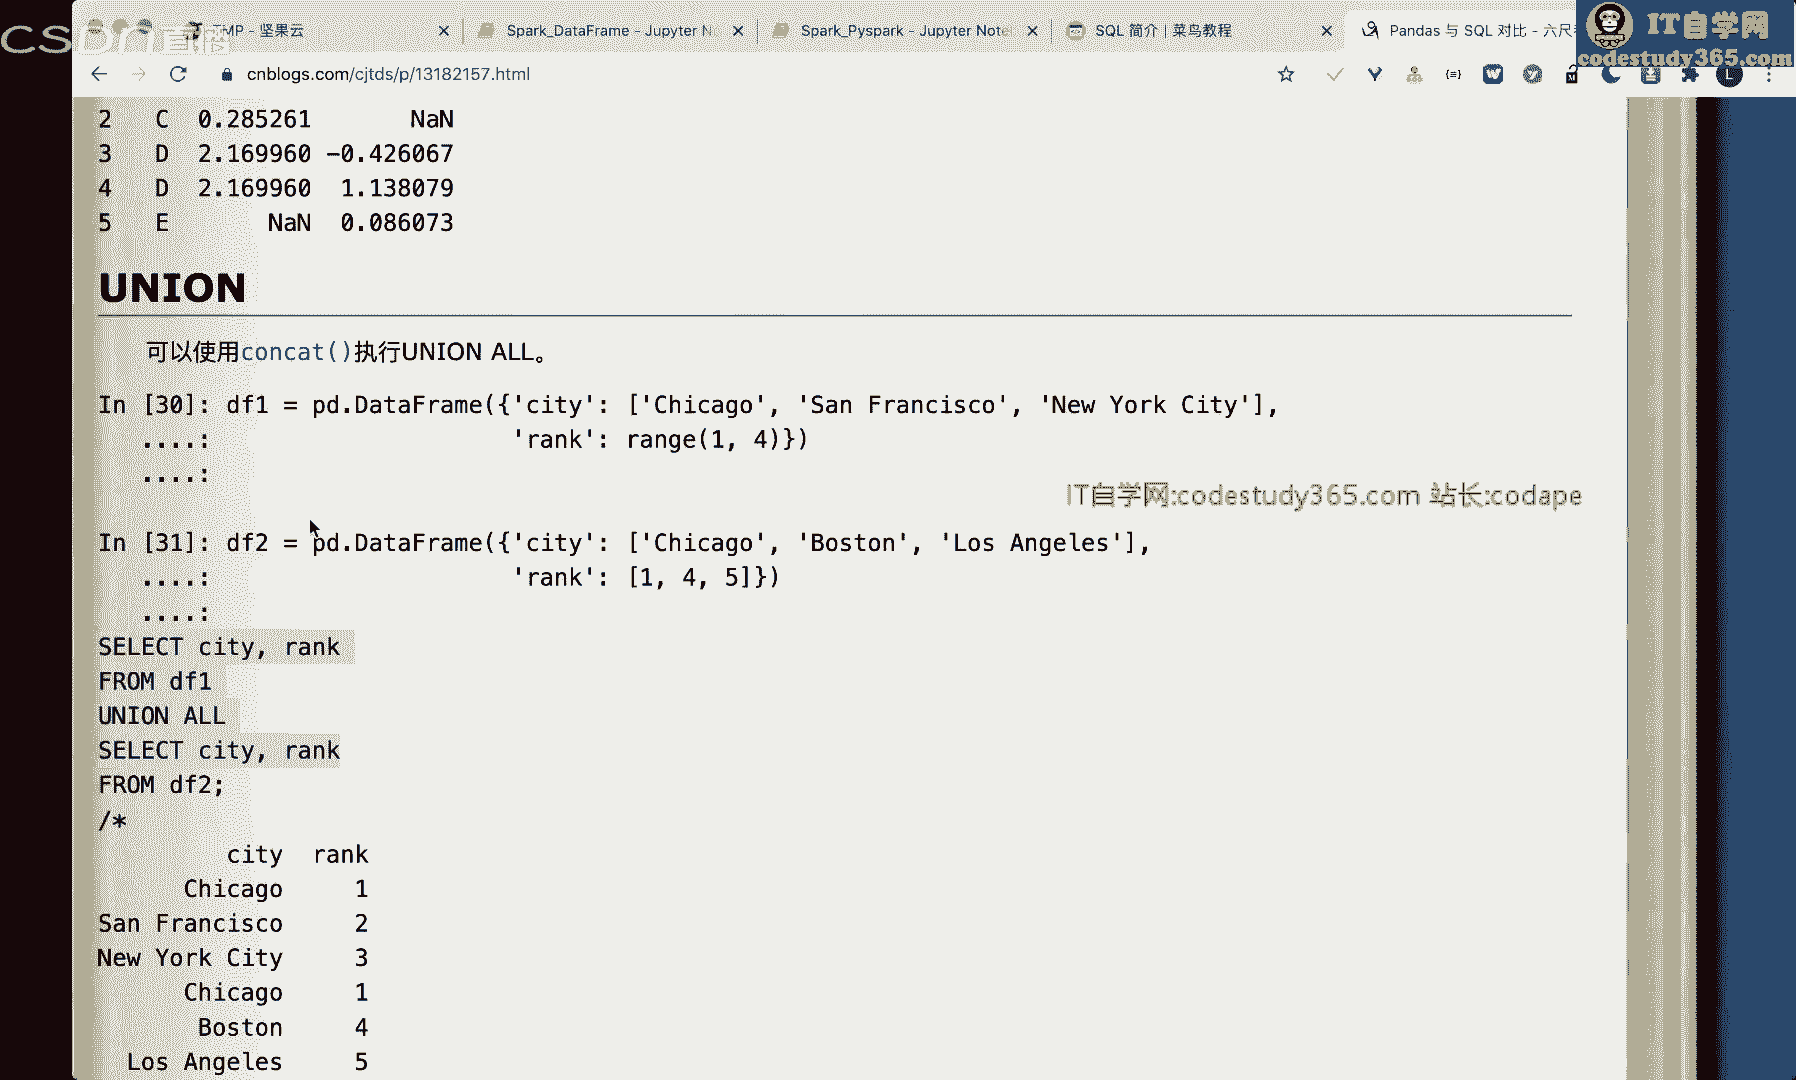 CSDN直播
MP - 坚果云
Spark_DataFrame - Jupyter N
Spark_Pyspark - Jupyter Note
SQL 简介 | 菜鸟教程
Pandas 与 SQL 对比 - 六尺
IT自学网
codestudy365.com
cnblogs.com/cjtds/p/13182157.html
2 C 0.285261 NaN
3 D 2.169960 -0.426067
4 D 2.169960 1.138079
5 E NaN 0.086073
UNION
可以使用concat()执行UNION ALL。
In [30]: df1 = pd.DataFrame({'city': ['Chicago', 'San Francisco', 'New York City'],
....: 'rank': range(1, 4)})
....:
IT自学网:codestudy365.com 站长:codape
In [31]: df2 = pd.DataFrame({'city': ['Chicago', 'Boston', 'Los Angeles'],
....: 'rank': [1, 4, 5]})
....:
SELECT city, rank
FROM df1
UNION ALL
SELECT city, rank
FROM df2;
/*
city rank
Chicago 1
San Francisco 2
New York City 3
Chicago 1
Boston 4
Los Angeles 5